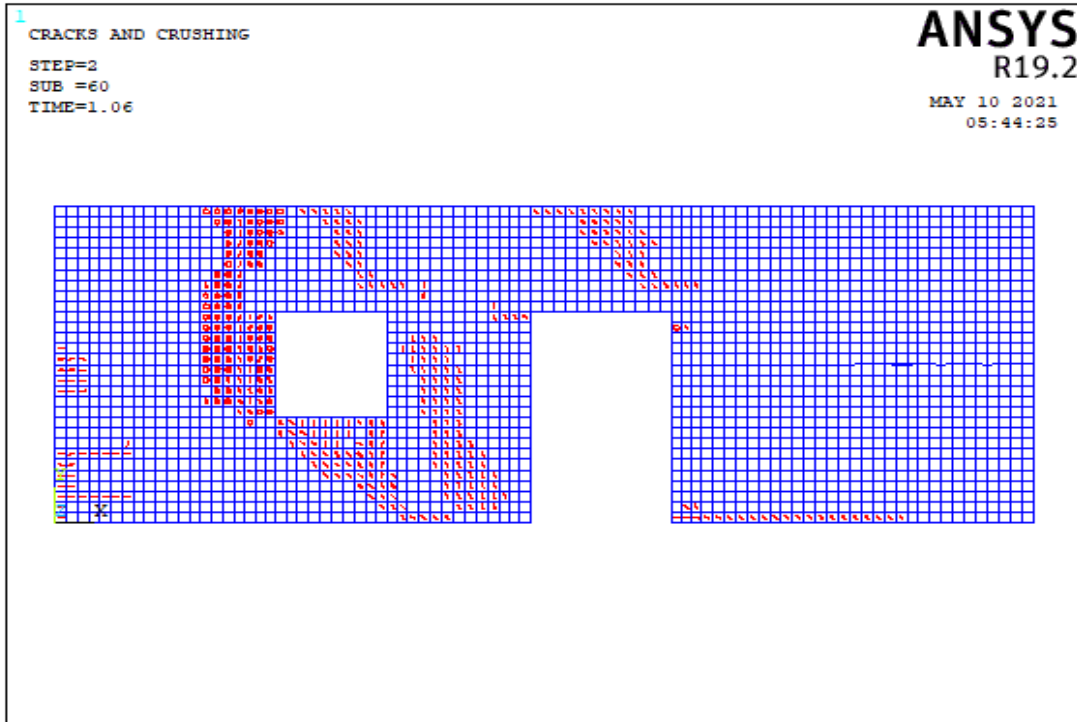 1
CRACKS AND CRUSHING
STEP=2
SUB =60
TIME=1.06
ANSYS
R19.2
MAY 10 2021
05:44:25
X